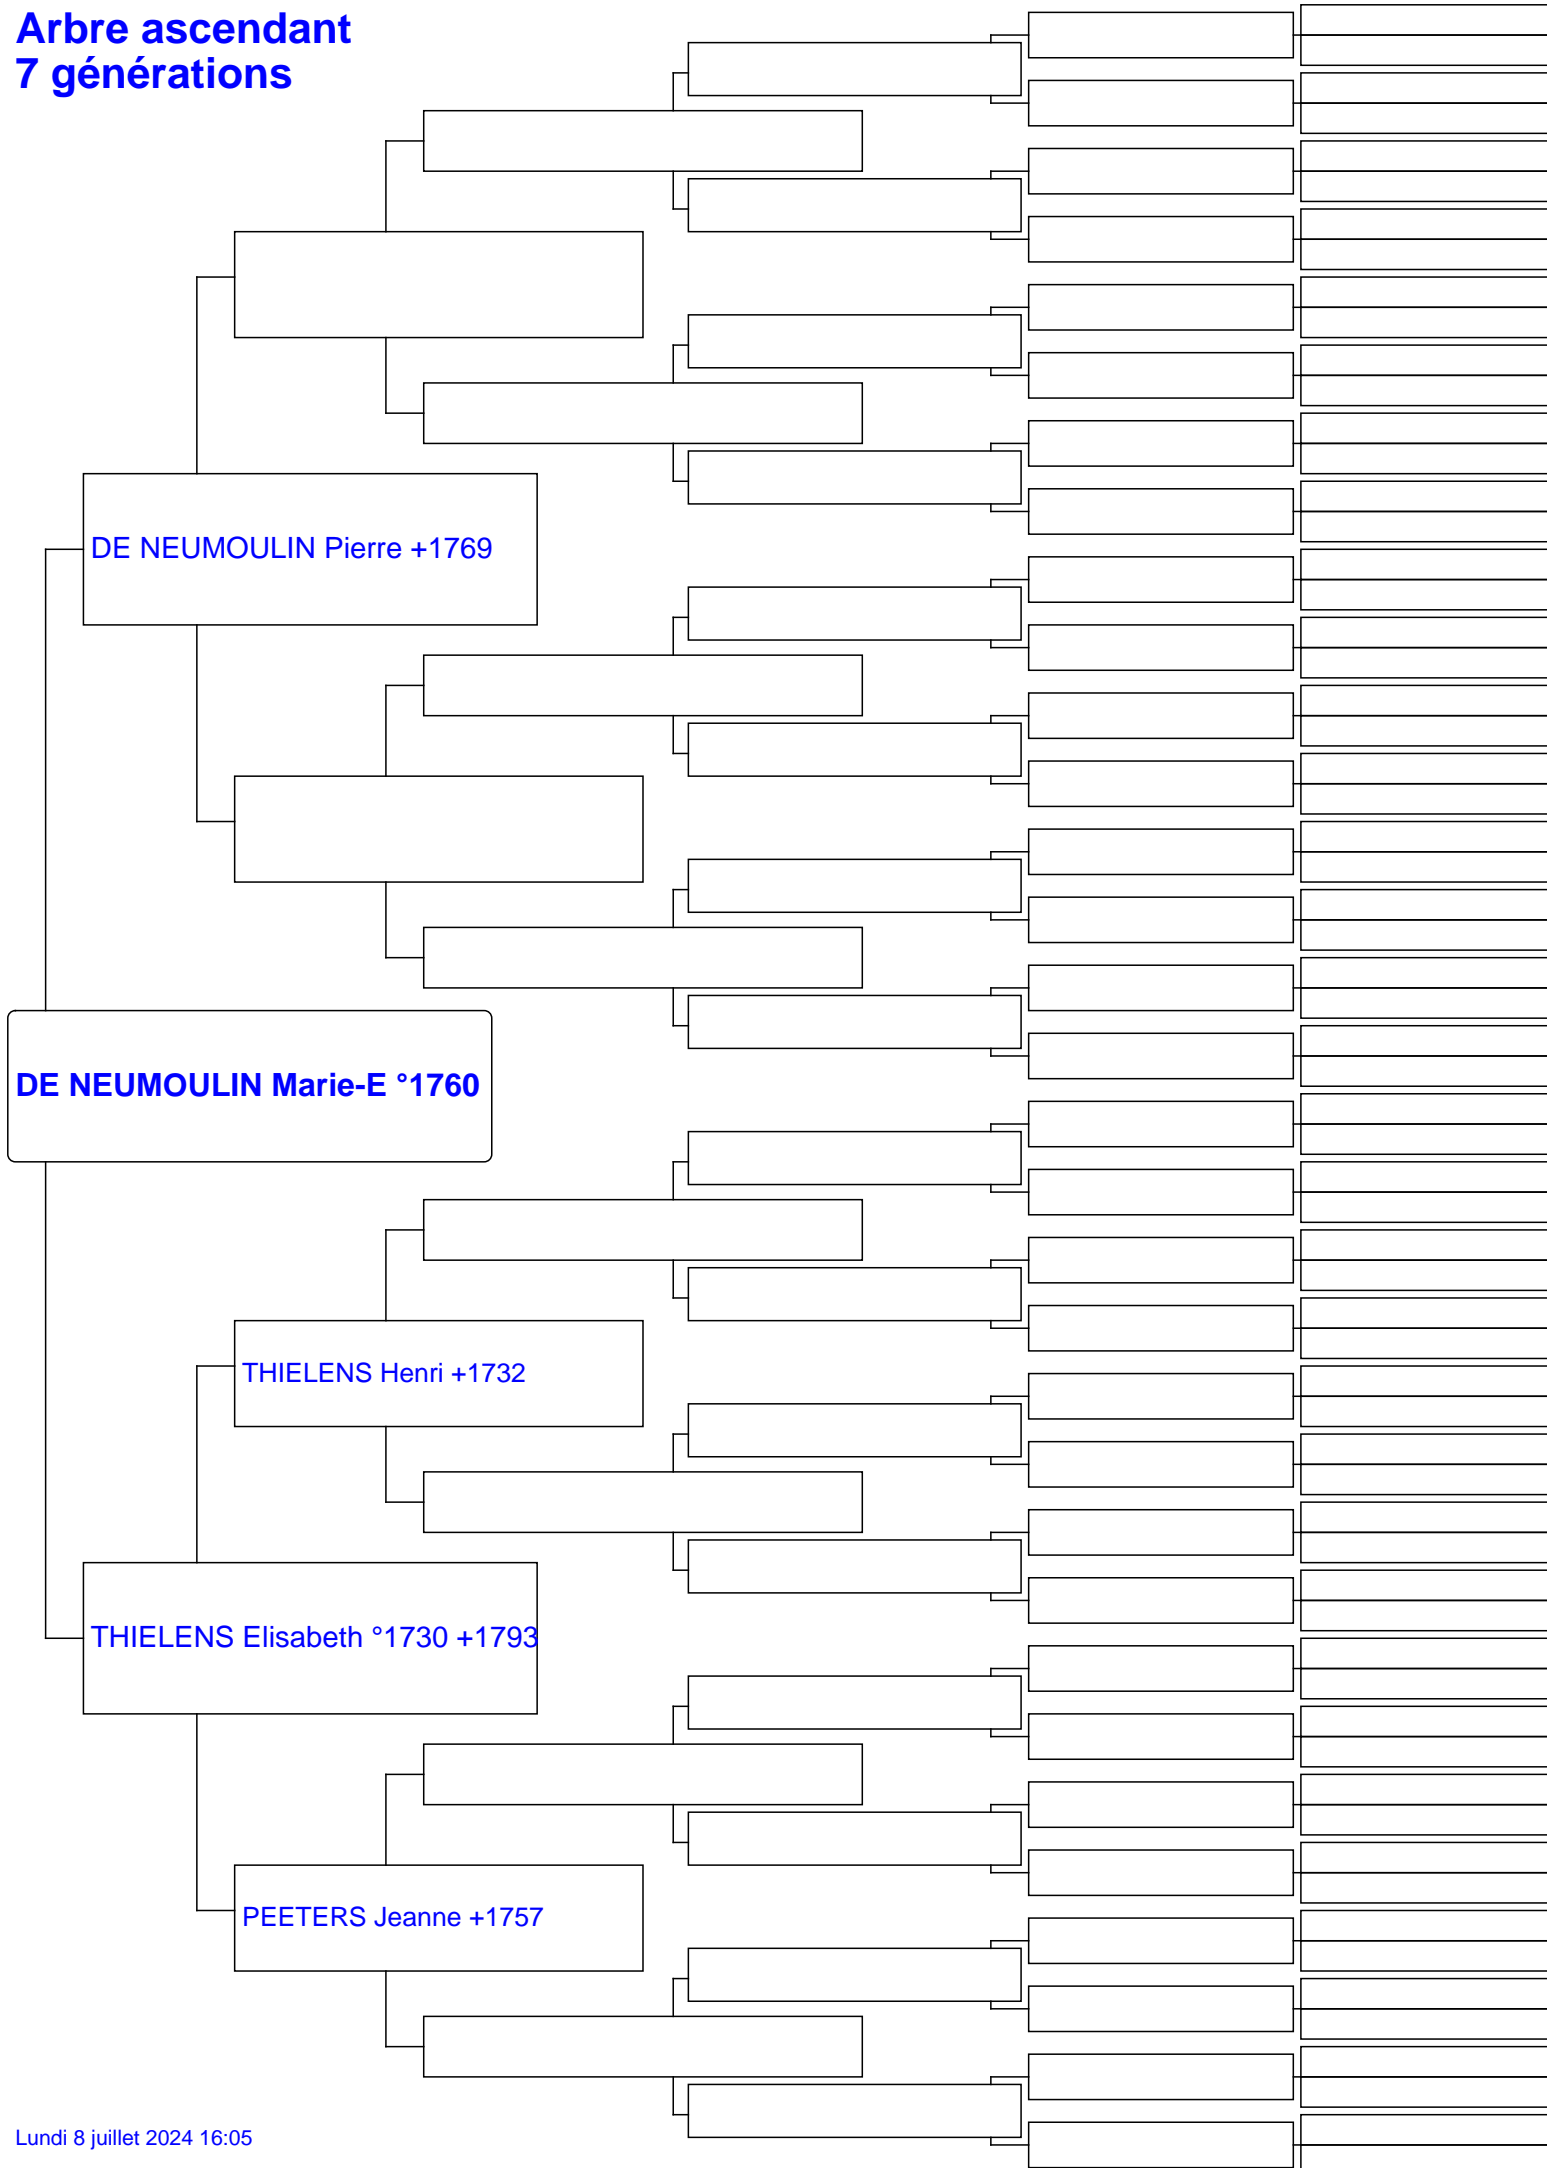 Arbre ascendant
7 générations
DE NEUMOULIN Pierre +1769
DE NEUMOULIN Marie-E °1760
THIELENS Henri +1732
THIELENS Elisabeth °1730 +1793
PEETERS Jeanne +1757
Lundi 8 juillet 2024 16:05